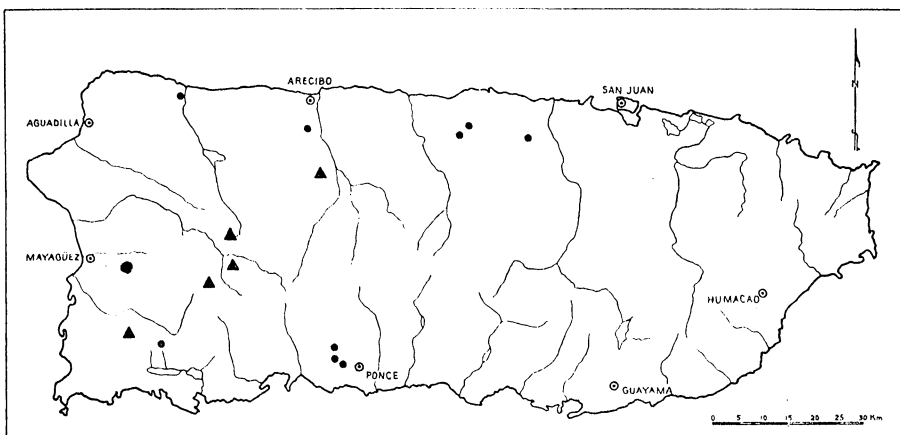 ARECIBO
SAN JUAN
N
AGUADILLA
MAYAGÜEZ
HUMACAO
PONCE
GUAYAMA
0 5 10 15 20 25 30 Km